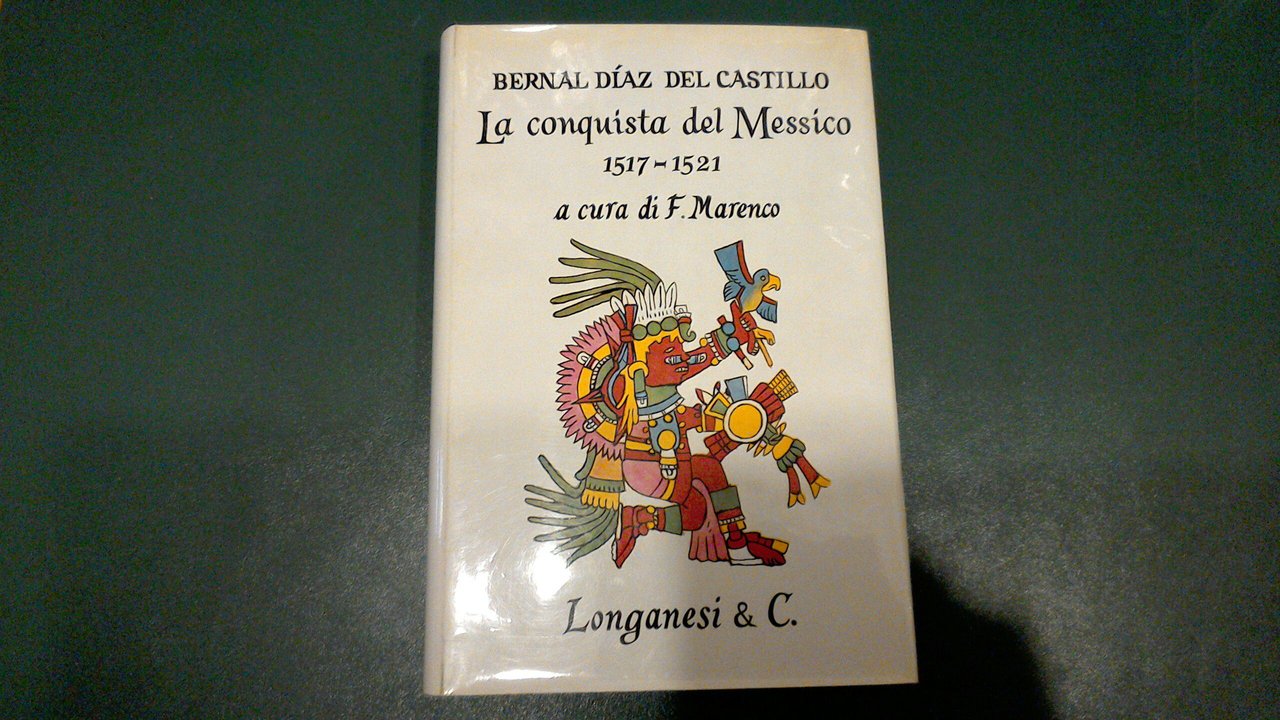 BERNAL DÍAZ DEL CASTILLO
La conquista del Messico
1517-1521
a cura di F. Marenco
Longanesi & C.